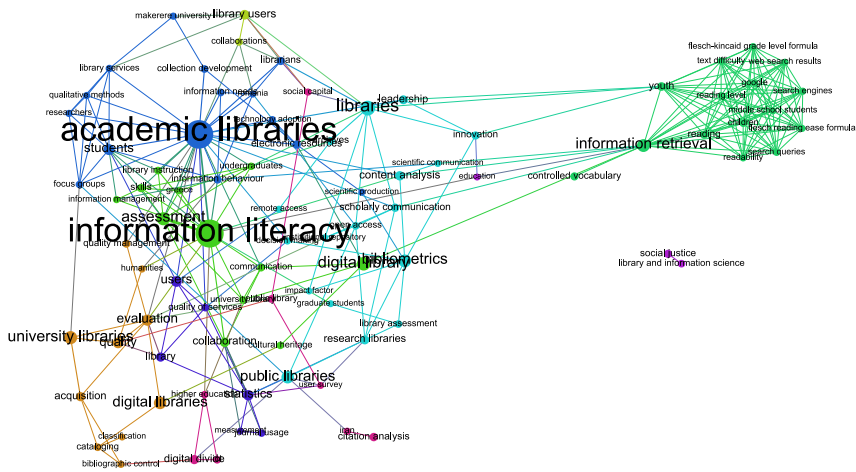 makerere university
library users
collaborations
librarians
flesch-kincaid grade level formula
text difficulty
web search results
library services
collection development
google
youth
search engines
qualitative methods
information needs
social capital
leadership
reading level
libraries
middle school students
researchers
technology adoption
children
academic libraries
innovation
reading
flesch reading ease formula
students
electronic resources
information retrieval
search queries
readability
library instruction
undergraduates
scientific communication
focus groups
skills
information behaviour
content analysis
education
controlled vocabulary
greece
scientific production
information management
remote access
scholarly communication
assessment
open access
information literacy
quality management
decision making
social justice
digital library
bibliometrics
library and information science
humanities
communication
users
impact factor
quality of services
public library
graduate students
evaluation
library assessment
university libraries
quality
collaboration
cultural heritage
research libraries
library
public libraries
user survey
acquisition
digital libraries
higher education
statistics
classification
measurement
journal usage
iran
citation analysis
cataloging
bibliographic control
digital divide